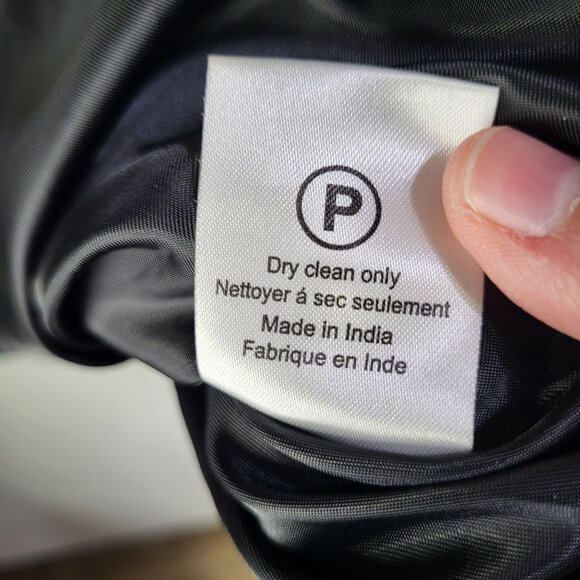 P
Dry clean only
Nettoyer á sec seulement
Made in India
Fabrique en Inde